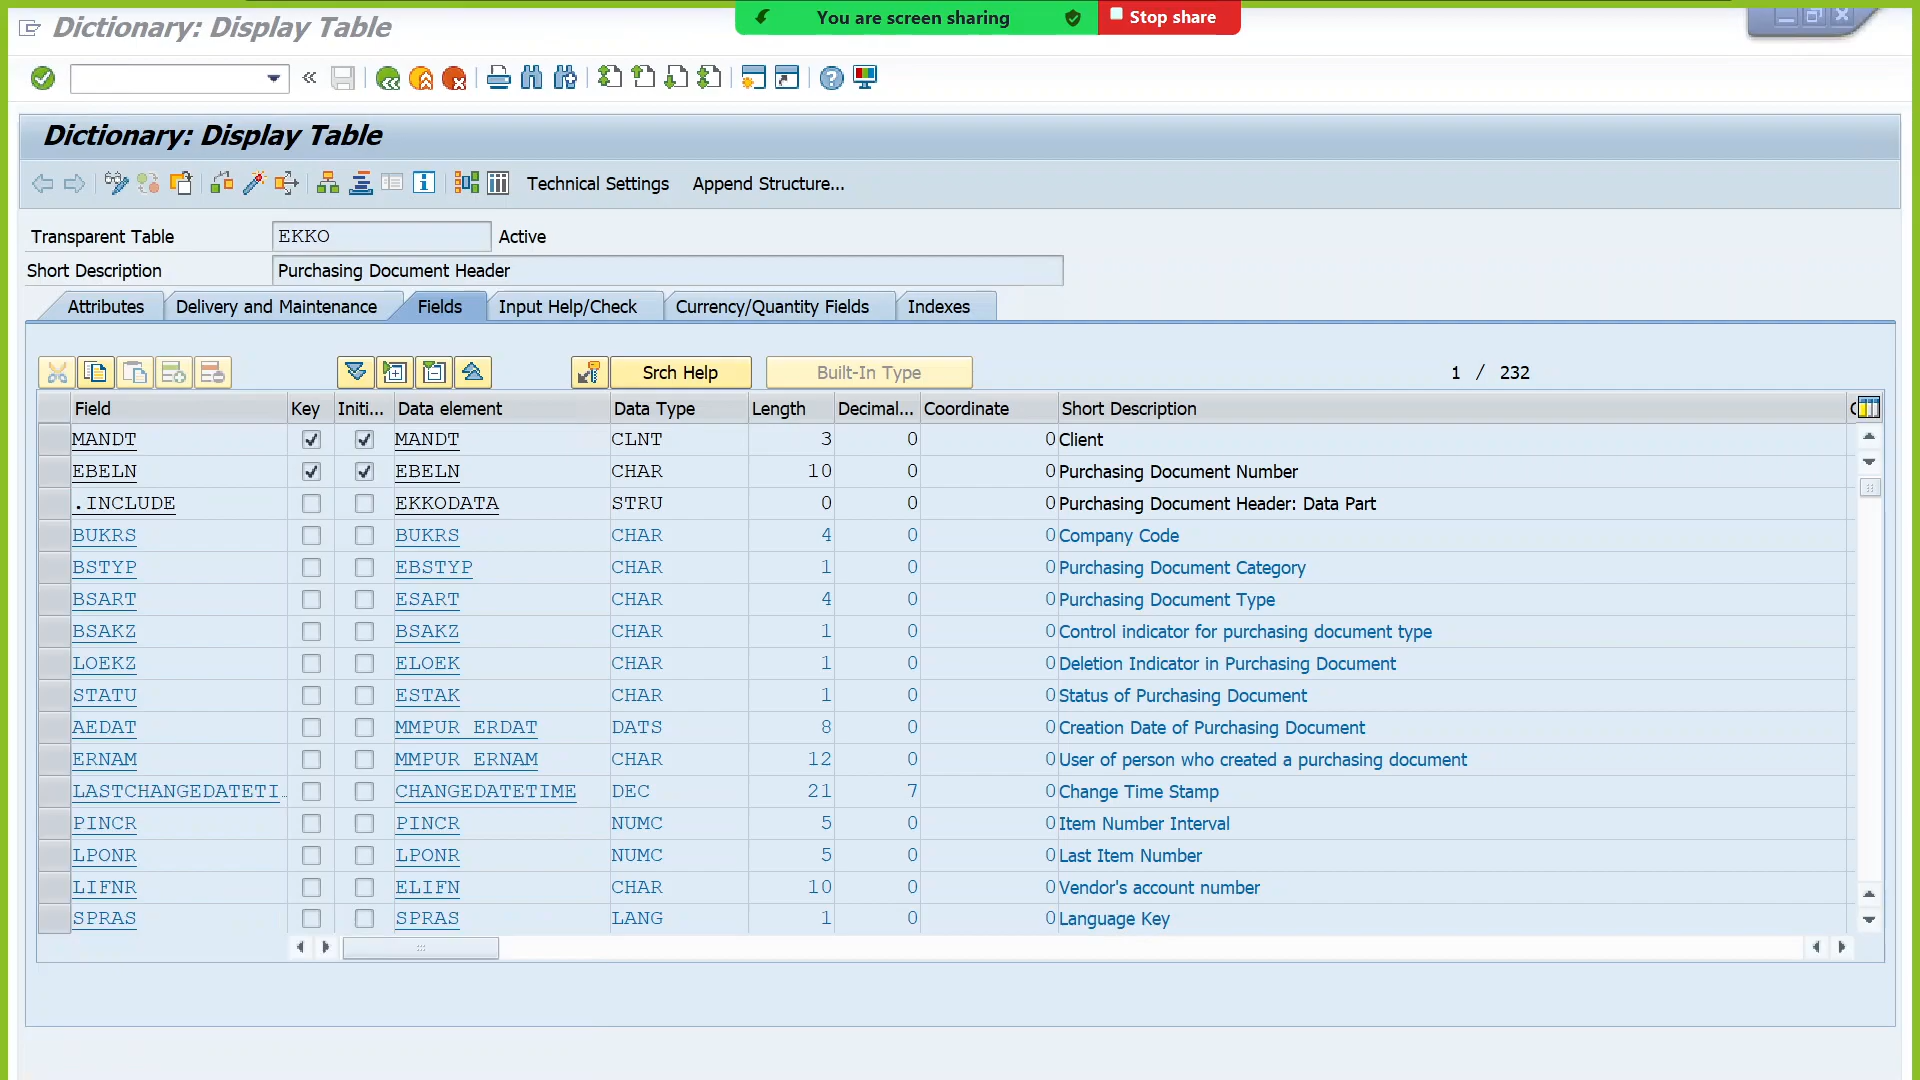 Dictionary: Display Table
You are screen sharing
Stop share
Dictionary: Display Table
Technical Settings Append Structure...
Transparent Table EKKO Active
Short Description Purchasing Document Header
Attributes Delivery and Maintenance Fields Input Help/Check Currency/Quantity Fields Indexes
Srch Help Built-In Type 1 / 232
Field Key Initi... Data element Data Type Length Decimal... Coordinate Short Description
MANDT MANDT CLNT 3 0 0 Client
EBELN EBELN CHAR 10 0 0 Purchasing Document Number
.INCLUDE EKKODATA STRU 0 0 0 Purchasing Document Header: Data Part
BUKRS BUKRS CHAR 4 0 0 Company Code
BSTYP EBSTYP CHAR 1 0 0 Purchasing Document Category
BSART ESART CHAR 4 0 0 Purchasing Document Type
BSAKZ BSAKZ CHAR 1 0 0 Control indicator for purchasing document type
LOEKZ ELOEK CHAR 1 0 0 Deletion Indicator in Purchasing Document
STATU ESTAK CHAR 1 0 0 Status of Purchasing Document
AEDAT MMPUR_ERDAT DATS 8 0 0 Creation Date of Purchasing Document
ERNAM MMPUR_ERNAM CHAR 12 0 0 User of person who created a purchasing document
LASTCHANGEDATETI... CHANGEDATETIME DEC 21 7 0 Change Time Stamp
PINCR PINCR NUMC 5 0 0 Item Number Interval
LPONR LPONR NUMC 5 0 0 Last Item Number
LIFNR ELIFN CHAR 10 0 0 Vendor's account number
SPRAS SPRAS LANG 1 0 0 Language Key